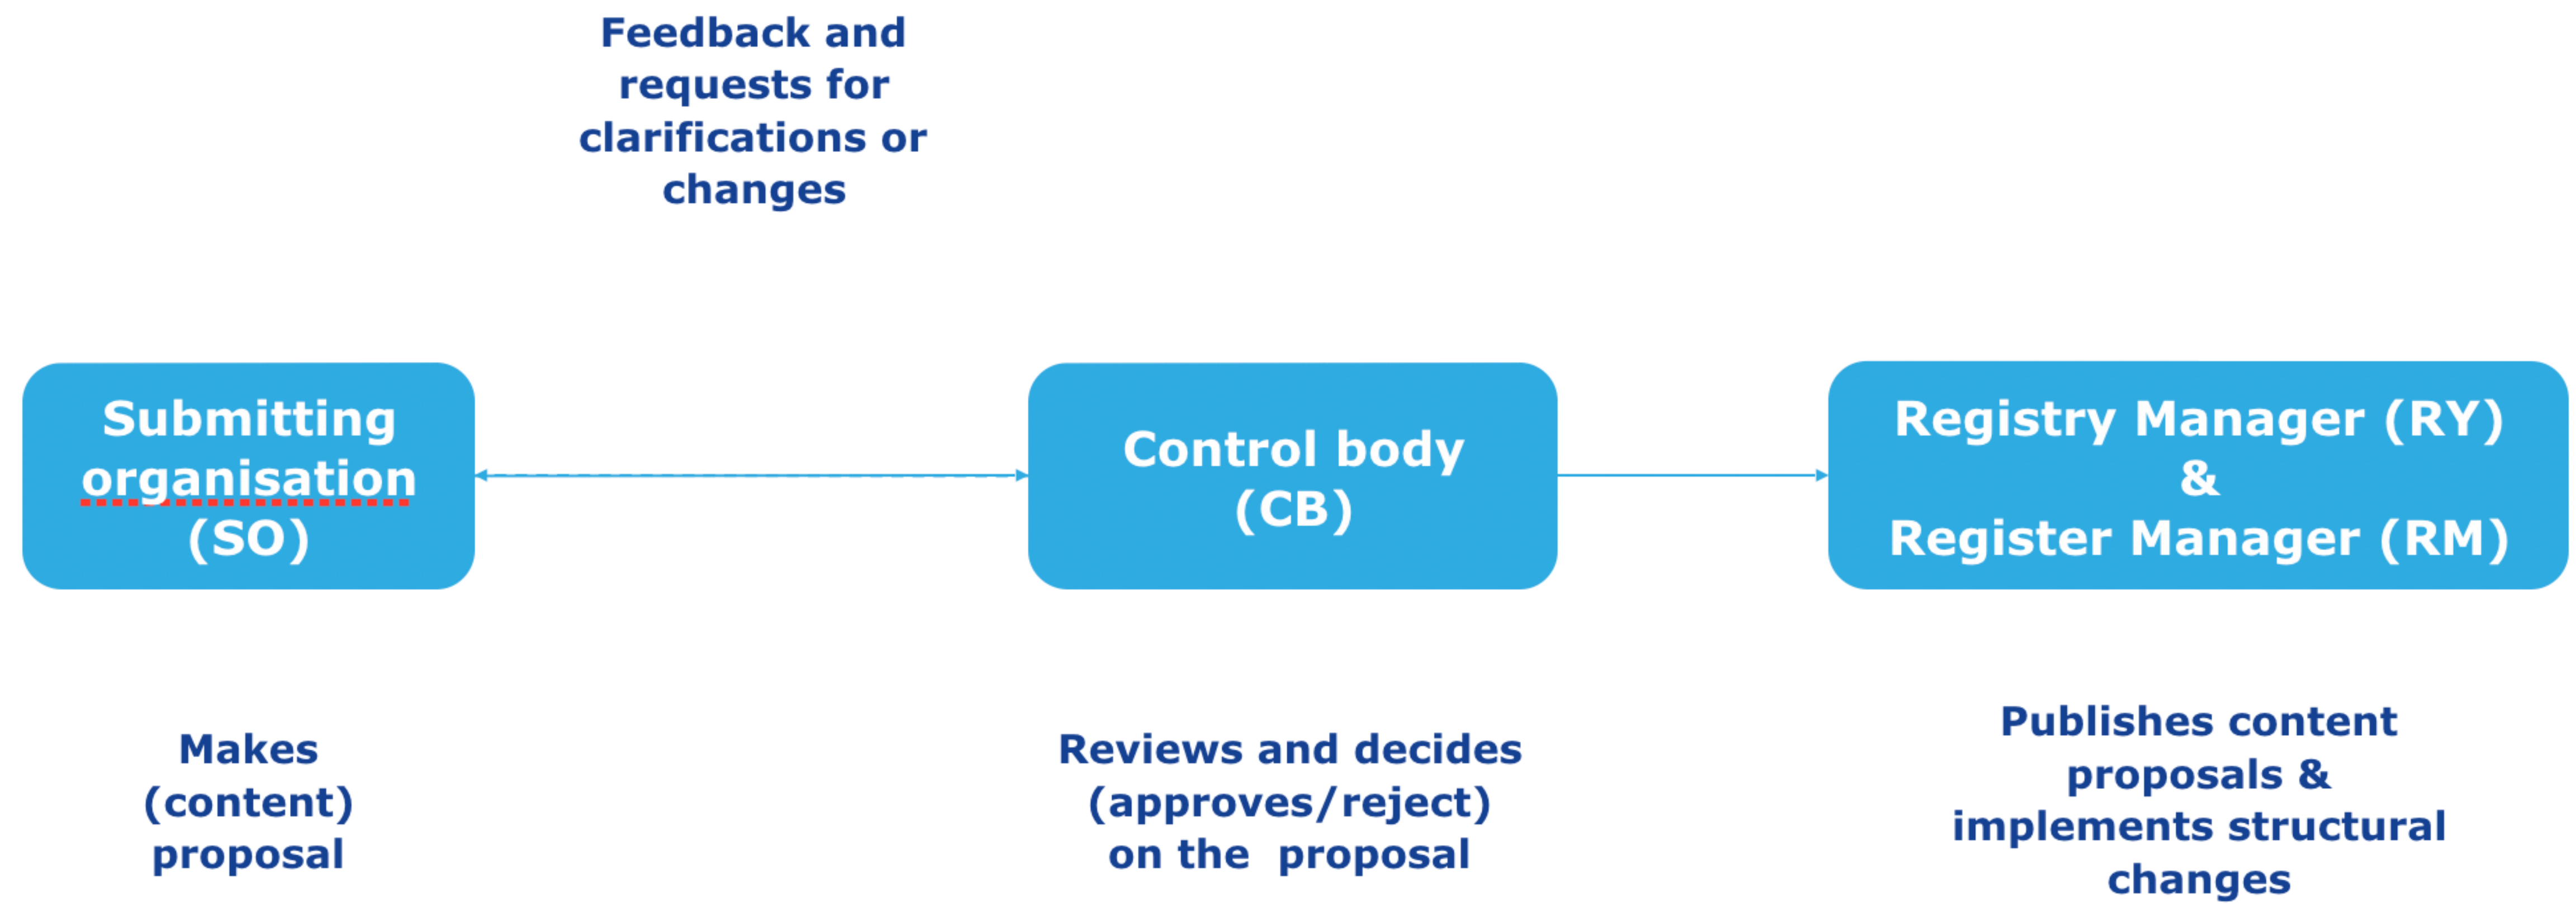 Feedback and
requests for
clarifications or
changes
Submitting
organisation
(SO)
Control body
(CB)
Registry Manager (RY)
&
Register Manager (RM)
Makes
(content)
proposal
Reviews and decides
(approves/reject)
on the  proposal
Publishes content
proposals &
implements structural
changes